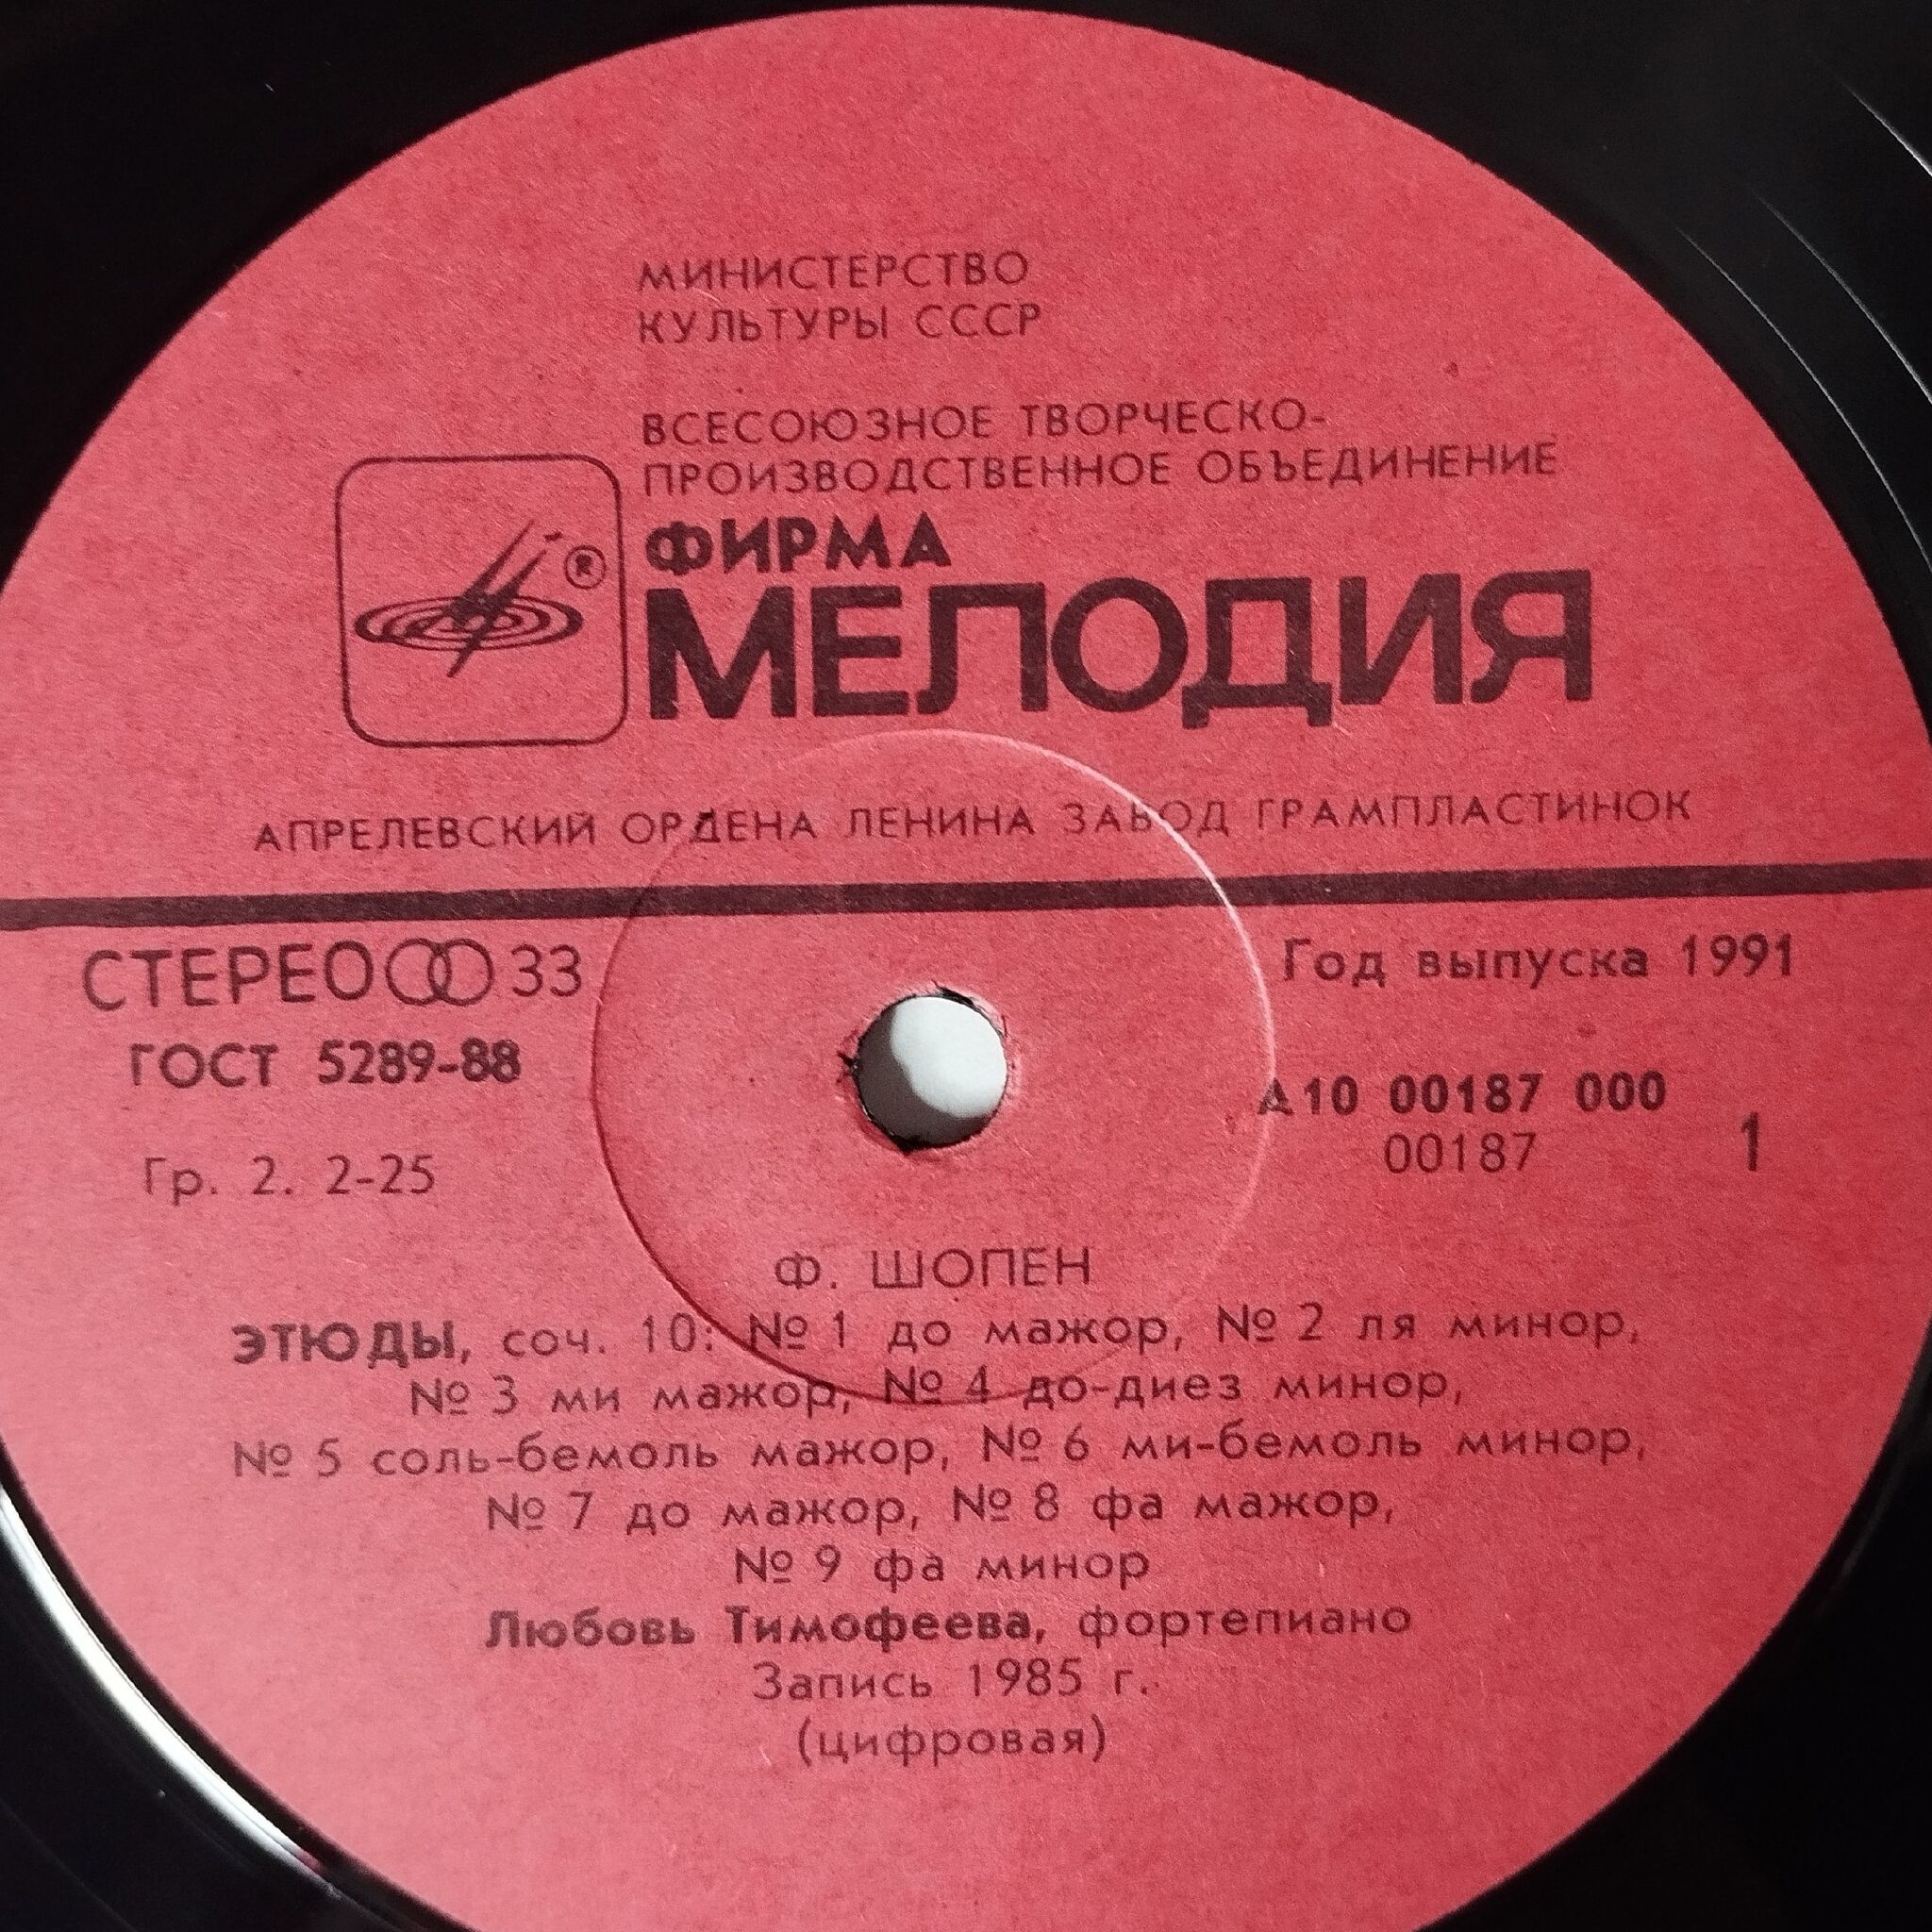 МИНИСТЕРСТВО
КУЛЬТУРЫ СССР
ВСЕСОЮЗНОЕ ТВОРЧЕСКО-
ПРОИЗВОДСТВЕННОЕ ОБЪЕДИНЕНИЕ
®
ФИРМА
МЕЛОДИЯ
АПРЕЛЕВСКИЙ ОРДЕНА ЛЕНИНА ЗАВОД ГРАМПЛАСТИНОК
СТЕРЕО 33
Год выпуска 1991
ГОСТ 5289-88
А10 00187 000
00187
1
Гр. 2. 2-25
Ф. ШОПЕН
ЭТЮДЫ, соч. 10: № 1 до мажор, № 2 ля минор,
№ 3 ми мажор, № 4 до-диез минор,
№ 5 соль-бемоль мажор, № 6 ми-бемоль минор,
№ 7 до мажор, № 8 фа мажор,
№ 9 фа минор
Любовь Тимофеева, фортепиано
Запись 1985 г.
(цифровая)